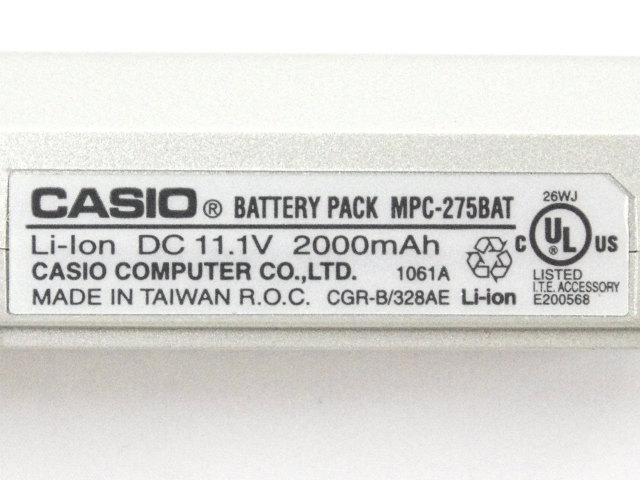 CASIO® BATTERY PACK MPC-275BAT
Li-Ion DC 11.1V 2000mAh
CASIO COMPUTER CO.,LTD. 1061A
MADE IN TAIWAN R.O.C. CGR-B/328AE Li-ion
26WJ
C UL US
LISTED
I.T.E. ACCESSORY
E200568